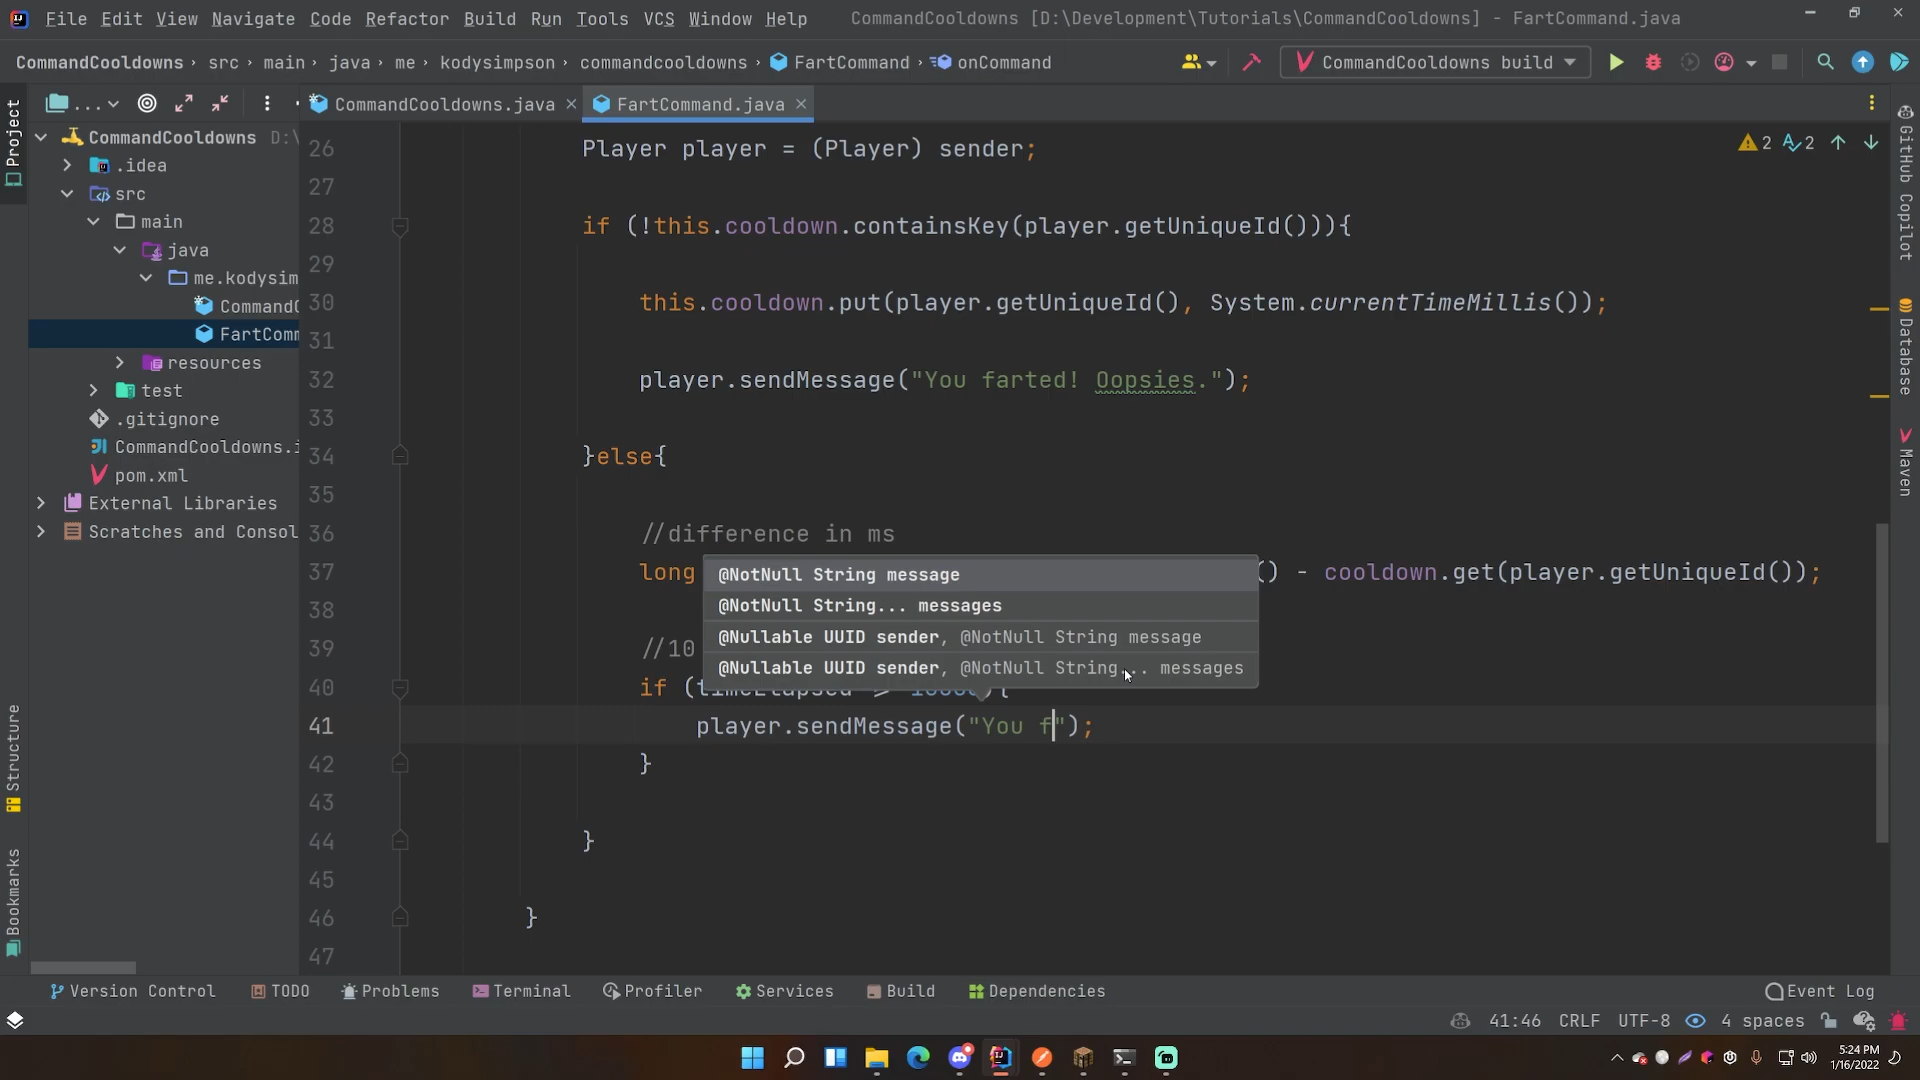 File Edit View Navigate Code Refactor Build Run Tools VCS Window Help CommandCooldowns [D:\Development\Tutorials\CommandCooldowns] - FartCommand.java
CommandCooldowns src main java me kodysimpson commandcooldowns FartCommand onCommand CommandCooldowns build
... CommandCooldowns.java FartCommand.java
Project
CommandCooldowns D:\
.idea
src
main
java
me.kodysim
Command
FartComm
resources
test
.gitignore
CommandCooldowns.i
pom.xml
External Libraries
Scratches and Consol
Structure
Bookmarks
2 2
26 Player player = (Player) sender;
27
28 if (!this.cooldown.containsKey(player.getUniqueId())){
29
30 this.cooldown.put(player.getUniqueId(), System.currentTimeMillis());
31
32 player.sendMessage("You farted! Oopsies.");
33
34 }else{
35
36 //difference in ms
37 long () - cooldown.get(player.getUniqueId());
38
39 //10
40 if (timeElapsed >= 10000){
41 player.sendMessage("You f");
42 }
43
44 }
45
46 }
47
@NotNull String message
@NotNull String... messages
@Nullable UUID sender, @NotNull String message
@Nullable UUID sender, @NotNull String... messages
GitHub Copilot
Database
Maven
Version Control TODO Problems Terminal Profiler Services Build Dependencies Event Log
41:46 CRLF UTF-8 4 spaces
5:24 PM
1/16/2022